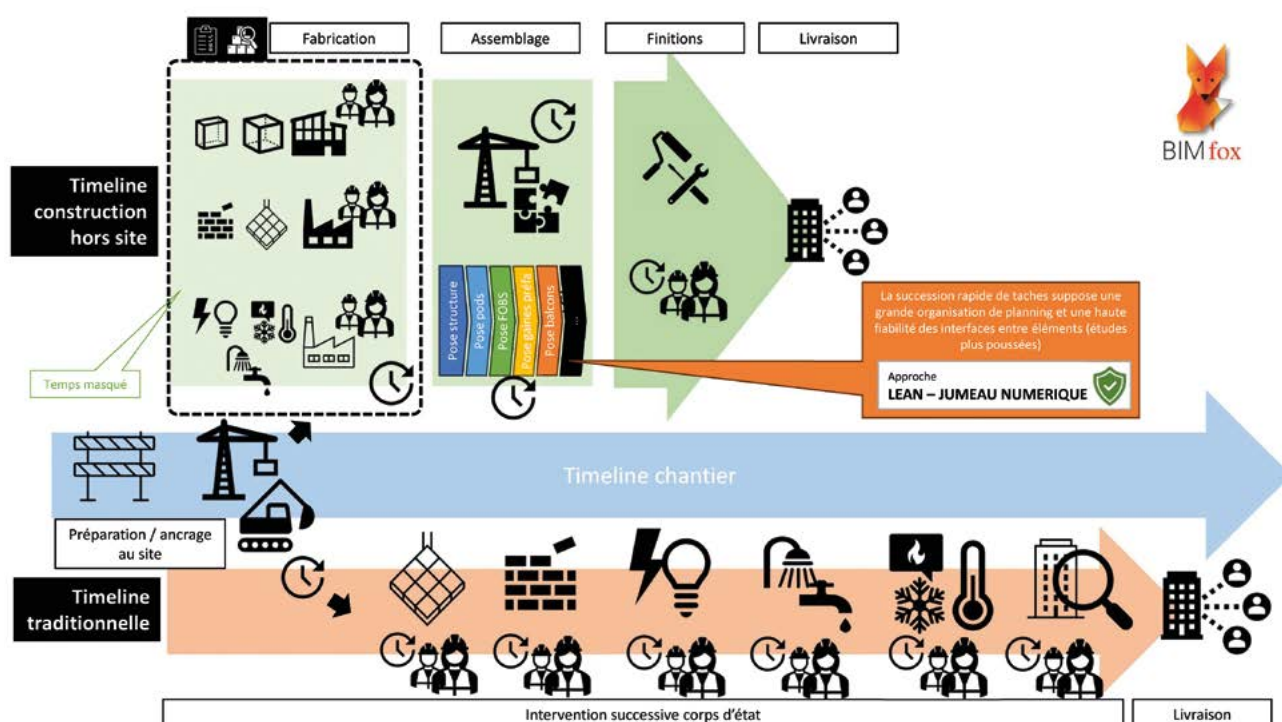 Fabrication
Assemblage
Finitions
Livraison
BIMfox
Timeline
construction
hors site
Temps masqué
Pose structure
Pose pods
Pose FOBS
Pose gaines préfa
Pose balcons
...
La succession rapide de taches suppose une
grande organisation de planning et une haute
fiabilité des interfaces entre éléments (études
plus poussées)
Approche
LEAN – JUMEAU NUMERIQUE
Timeline chantier
Préparation / ancrage
au site
Timeline
traditionnelle
Intervention successive corps d'état
Livraison